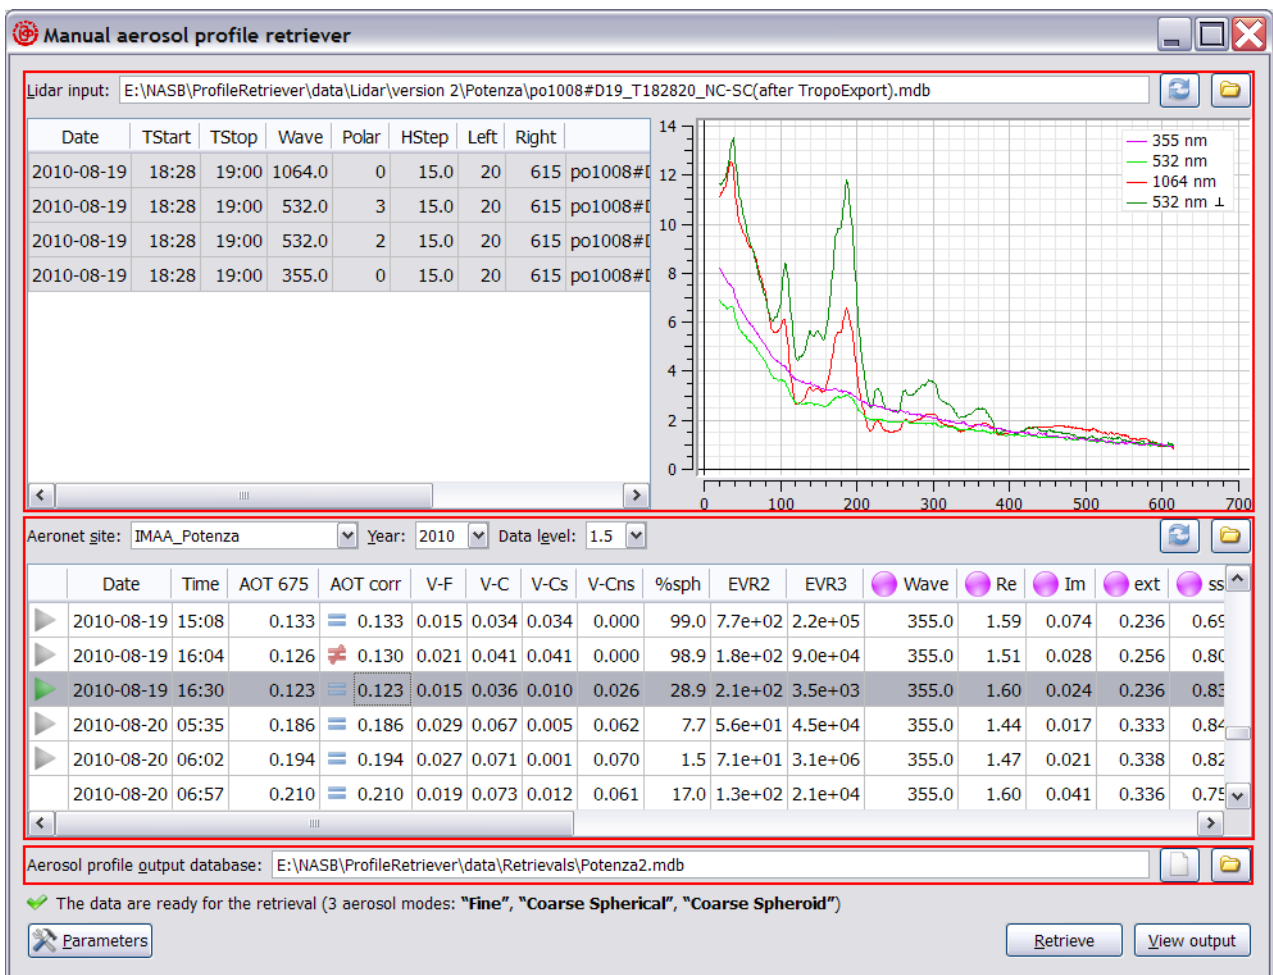 Manual aerosol profile retriever
Lidar input: E:\NASB\ProfileRetriever\data\Lidar\version 2\Potenza\po1008#D19_T182820_NC-SC(after TropoExport).mdb
Date TStart TStop Wave Polar HStep Left Right
2010-08-19 18:28 19:00 1064.0 0 15.0 20 615 po1008#D
2010-08-19 18:28 19:00 532.0 3 15.0 20 615 po1008#D
2010-08-19 18:28 19:00 532.0 2 15.0 20 615 po1008#D
2010-08-19 18:28 19:00 355.0 0 15.0 20 615 po1008#D
14
12
10
8
6
4
2
0
355 nm
532 nm
1064 nm
532 nm ⊥
0 100 200 300 400 500 600 700
Aeronet site: IMAA_Potenza Year: 2010 Data level: 1.5
Date Time AOT 675 AOT corr V-F V-C V-Cs V-Cns %sph EVR2 EVR3 Wave Re Im ext ss
2010-08-19 15:08 0.133 = 0.133 0.015 0.034 0.034 0.000 99.0 7.7e+02 2.2e+05 355.0 1.59 0.074 0.236 0.69
2010-08-19 16:04 0.126 ≠ 0.130 0.021 0.041 0.041 0.000 98.9 1.8e+02 9.0e+04 355.0 1.51 0.028 0.256 0.80
2010-08-19 16:30 0.123 = 0.123 0.015 0.036 0.010 0.026 28.9 2.1e+02 3.5e+03 355.0 1.60 0.024 0.236 0.83
2010-08-20 05:35 0.186 = 0.186 0.029 0.067 0.005 0.062 7.7 5.6e+01 4.5e+04 355.0 1.44 0.017 0.333 0.84
2010-08-20 06:02 0.194 = 0.194 0.027 0.071 0.001 0.070 1.5 7.1e+01 3.1e+06 355.0 1.47 0.021 0.338 0.82
2010-08-20 06:57 0.210 = 0.210 0.019 0.073 0.012 0.061 17.0 1.3e+02 2.1e+04 355.0 1.60 0.041 0.336 0.75
Aerosol profile output database: E:\NASB\ProfileRetriever\data\Retrievals\Potenza2.mdb
The data are ready for the retrieval (3 aerosol modes: "Fine", "Coarse Spherical", "Coarse Spheroid")
Parameters Retrieve View output